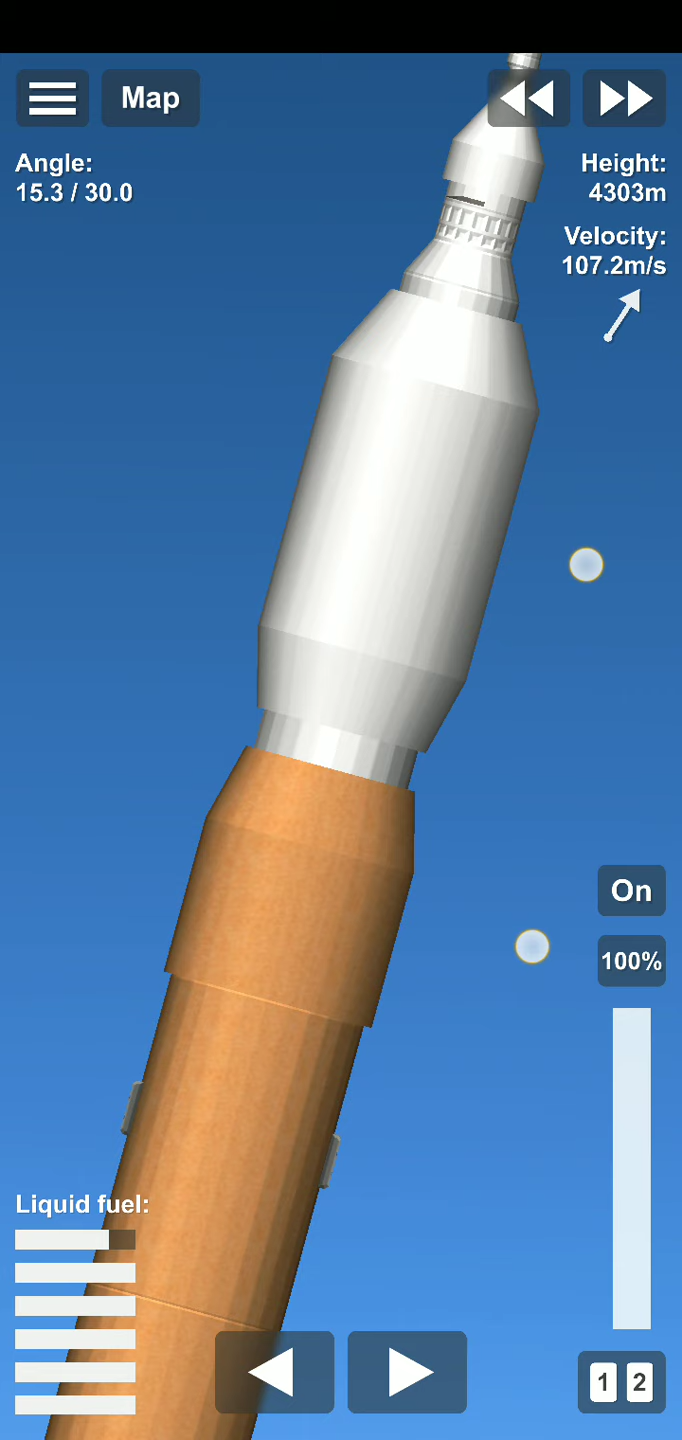 Map
Angle:
15.3 / 30.0
Height:
4303m
Velocity:
107.2m/s
On
100%
Liquid fuel:
1 2